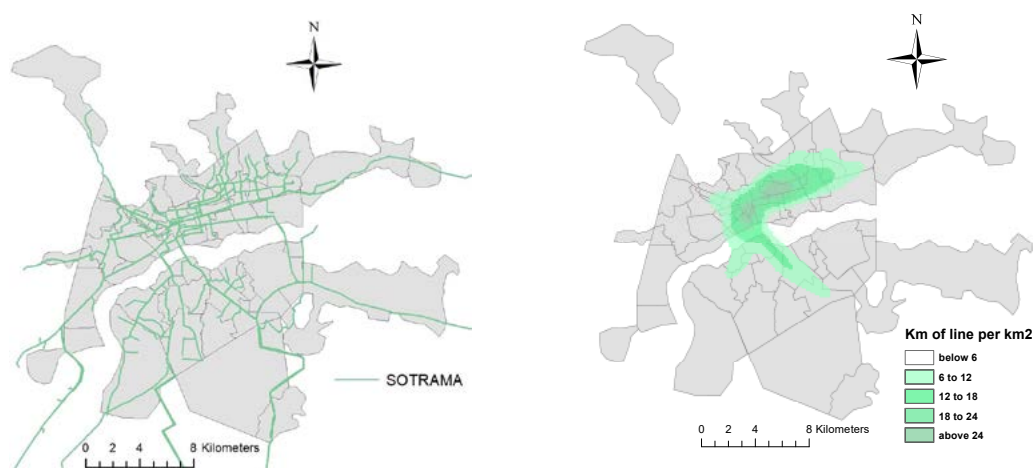 N
SOTRAMA
0 2 4 8 Kilometers
N
Km of line per km2
below 6
6 to 12
12 to 18
18 to 24
above 24
0 2 4 8 Kilometers